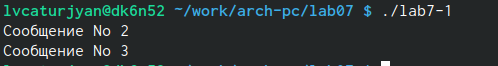 lvcaturjyan@dk6n52 ~/work/arch-pc/lab07 $ ./lab7-1
Сообщение No 2
Сообщение No 3